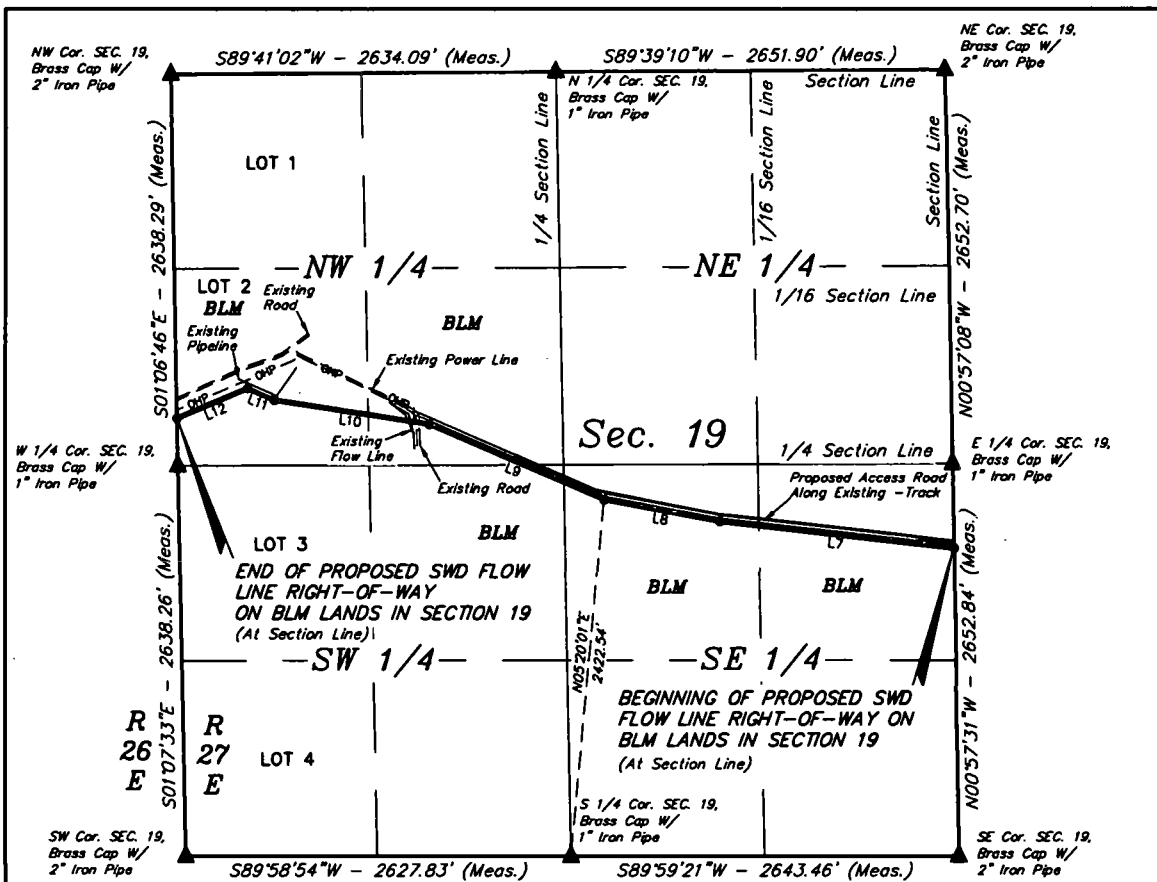 NW Cor. SEC. 19,
Brass Cap W/
2" Iron Pipe
S89°41'02"W - 2634.09' (Meas.)
S89°39'10"W - 2651.90' (Meas.)
NE Cor. SEC. 19,
Brass Cap W/
2" Iron Pipe
Section Line
N 1/4 Cor. SEC. 19,
Brass Cap W/
1" Iron Pipe
LOT 1
S01°06'46"E - 2638.29' (Meas.)
1/4 Section Line
1/16 Section Line
Section Line
N00°57'08"W - 2652.70' (Meas.)
NW 1/4
NE 1/4
1/16 Section Line
LOT 2
BLM
Existing
Road
Existing
Pipeline
BLM
Existing Power Line
OHP
OHP
OHP
OHP
L12
L11
L10
Existing
Flow Line
Existing Road
L9
Sec. 19
1/4 Section Line
W 1/4 Cor. SEC. 19,
Brass Cap W/
1" Iron Pipe
E 1/4 Cor. SEC. 19,
Brass Cap W/
1" Iron Pipe
Proposed Access Road
Along Existing -Track
L8
L7
LOT 3
BLM
BLM
BLM
END OF PROPOSED SWD FLOW
LINE RIGHT-OF-WAY
ON BLM LANDS IN SECTION 19
(At Section Line)
S01°07'33"E - 2638.26' (Meas.)
N05°20'01"E
2422.54'
N00°57'31"W - 2652.84' (Meas.)
SW 1/4
SE 1/4
BEGINNING OF PROPOSED SWD
FLOW LINE RIGHT-OF-WAY ON
BLM LANDS IN SECTION 19
(At Section Line)
R
26
E
R
27
E
LOT 4
S 1/4 Cor. SEC. 19,
Brass Cap W/
1" Iron Pipe
SW Cor. SEC. 19,
Brass Cap W/
2" Iron Pipe
S89°58'54"W - 2627.83' (Meas.)
S89°59'21"W - 2643.46' (Meas.)
SE Cor. SEC. 19,
Brass Cap W/
2" Iron Pipe